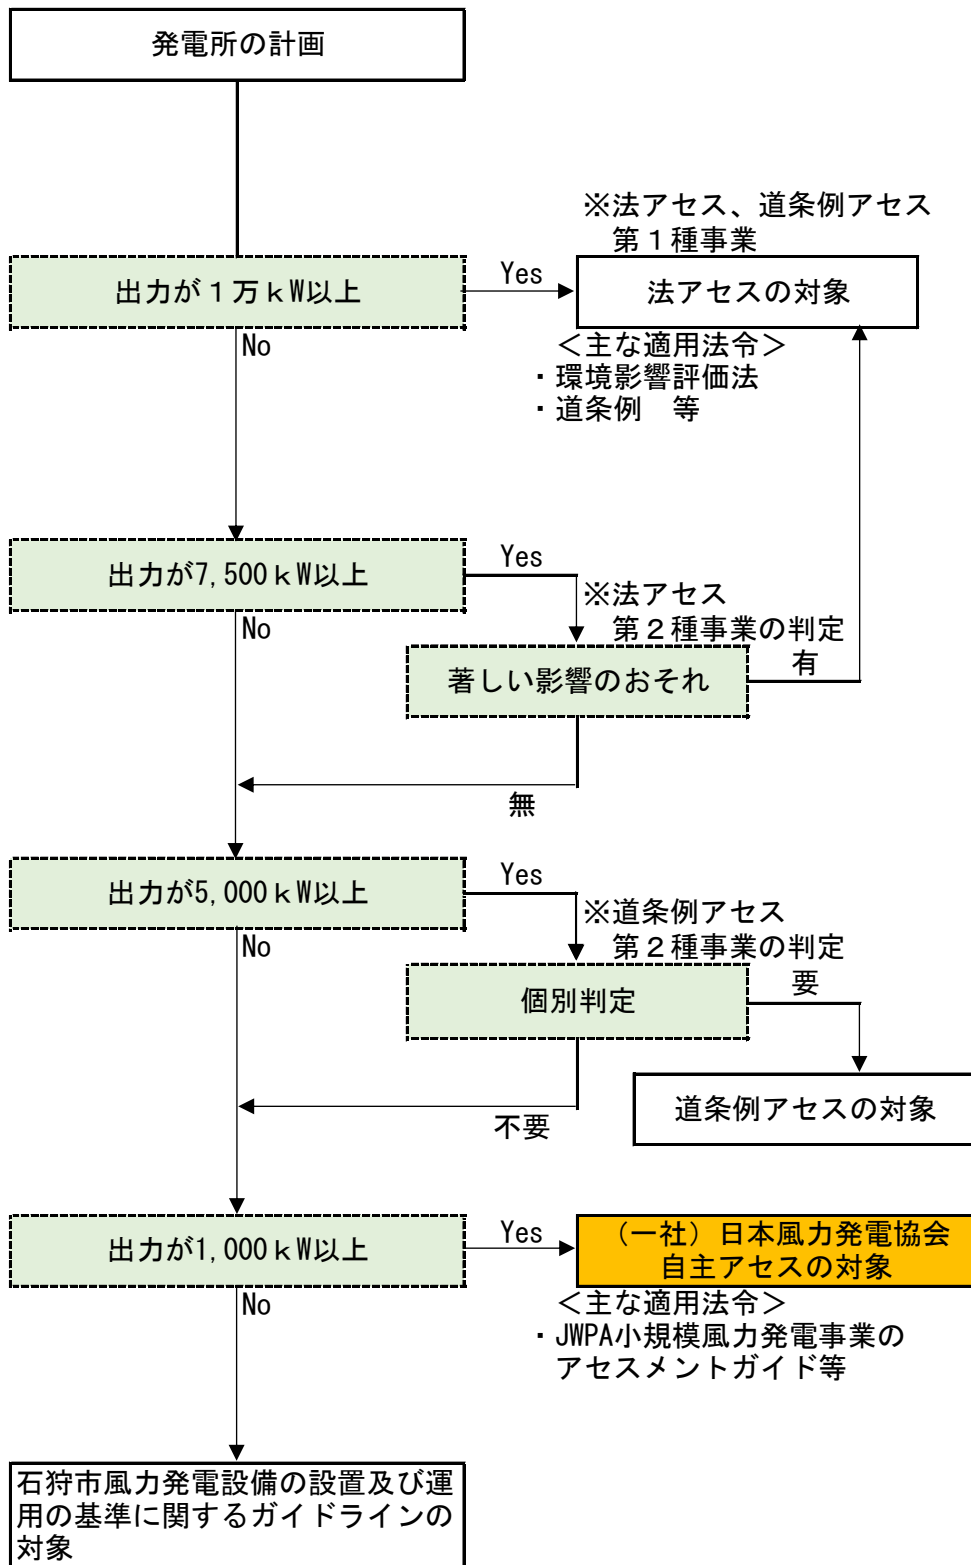 発電所の計画
※法アセス、道条例アセス
第１種事業
出力が１万ｋW以上
Yes
法アセスの対象
No
＜主な適用法令＞
・環境影響評価法
・道条例　等
出力が7,500ｋW以上
Yes
※法アセス
第２種事業の判定
No
有
著しい影響のおそれ
無
出力が5,000ｋW以上
Yes
※道条例アセス
第２種事業の判定
No
要
個別判定
道条例アセスの対象
不要
出力が1,000ｋW以上
Yes
（一社）日本風力発電協会
自主アセスの対象
No
＜主な適用法令＞
・JWPA小規模風力発電事業の
アセスメントガイド等
石狩市風力発電設備の設置及び運
用の基準に関するガイドラインの
対象